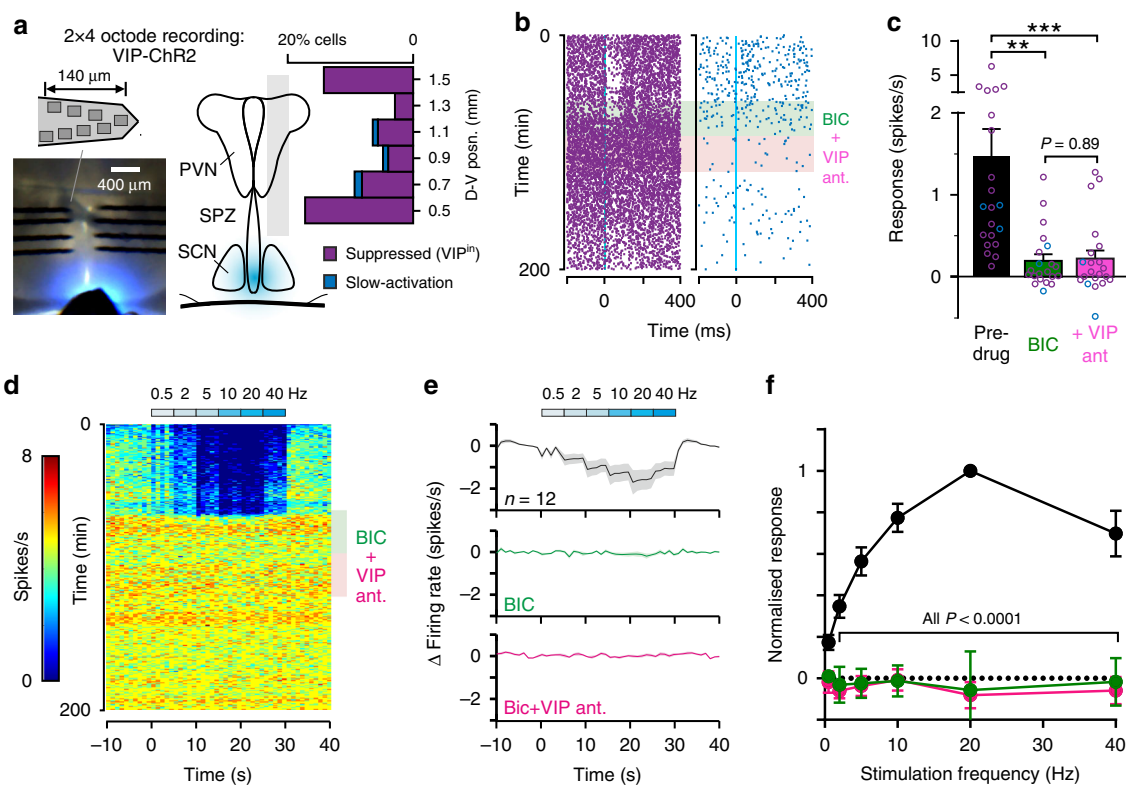 a
2×4 octode recording:
VIP-ChR2
140 µm
400 µm
PVN
SPZ
SCN
20% cells 0
1.5
1.3
1.1
0.9
0.7
0.5
D-V posn. (mm)
Suppressed (VIPin)
Slow-activation
b
0
200
Time (min)
0 400 0 400
Time (ms)
BIC
+
VIP
ant.
c
***
**
P = 0.89
10
5
2
1
0
Response (spikes/s)
Pre-
drug
BIC
+ VIP
ant
d
0.5 2 5 10 20 40 Hz
8
0
Spikes/s
0
200
Time (min)
BIC
+
VIP
ant.
−10 0 10 20 30 40
Time (s)
e
0.5 2 5 10 20 40 Hz
0
−2
n = 12
0
−2
BIC
0
−2
Bic+VIP ant.
Δ Firing rate (spikes/s)
−10 0 10 20 30 40
Time (s)
f
1
0
Normalised response
All P < 0.0001
0 10 20 30 40
Stimulation frequency (Hz)